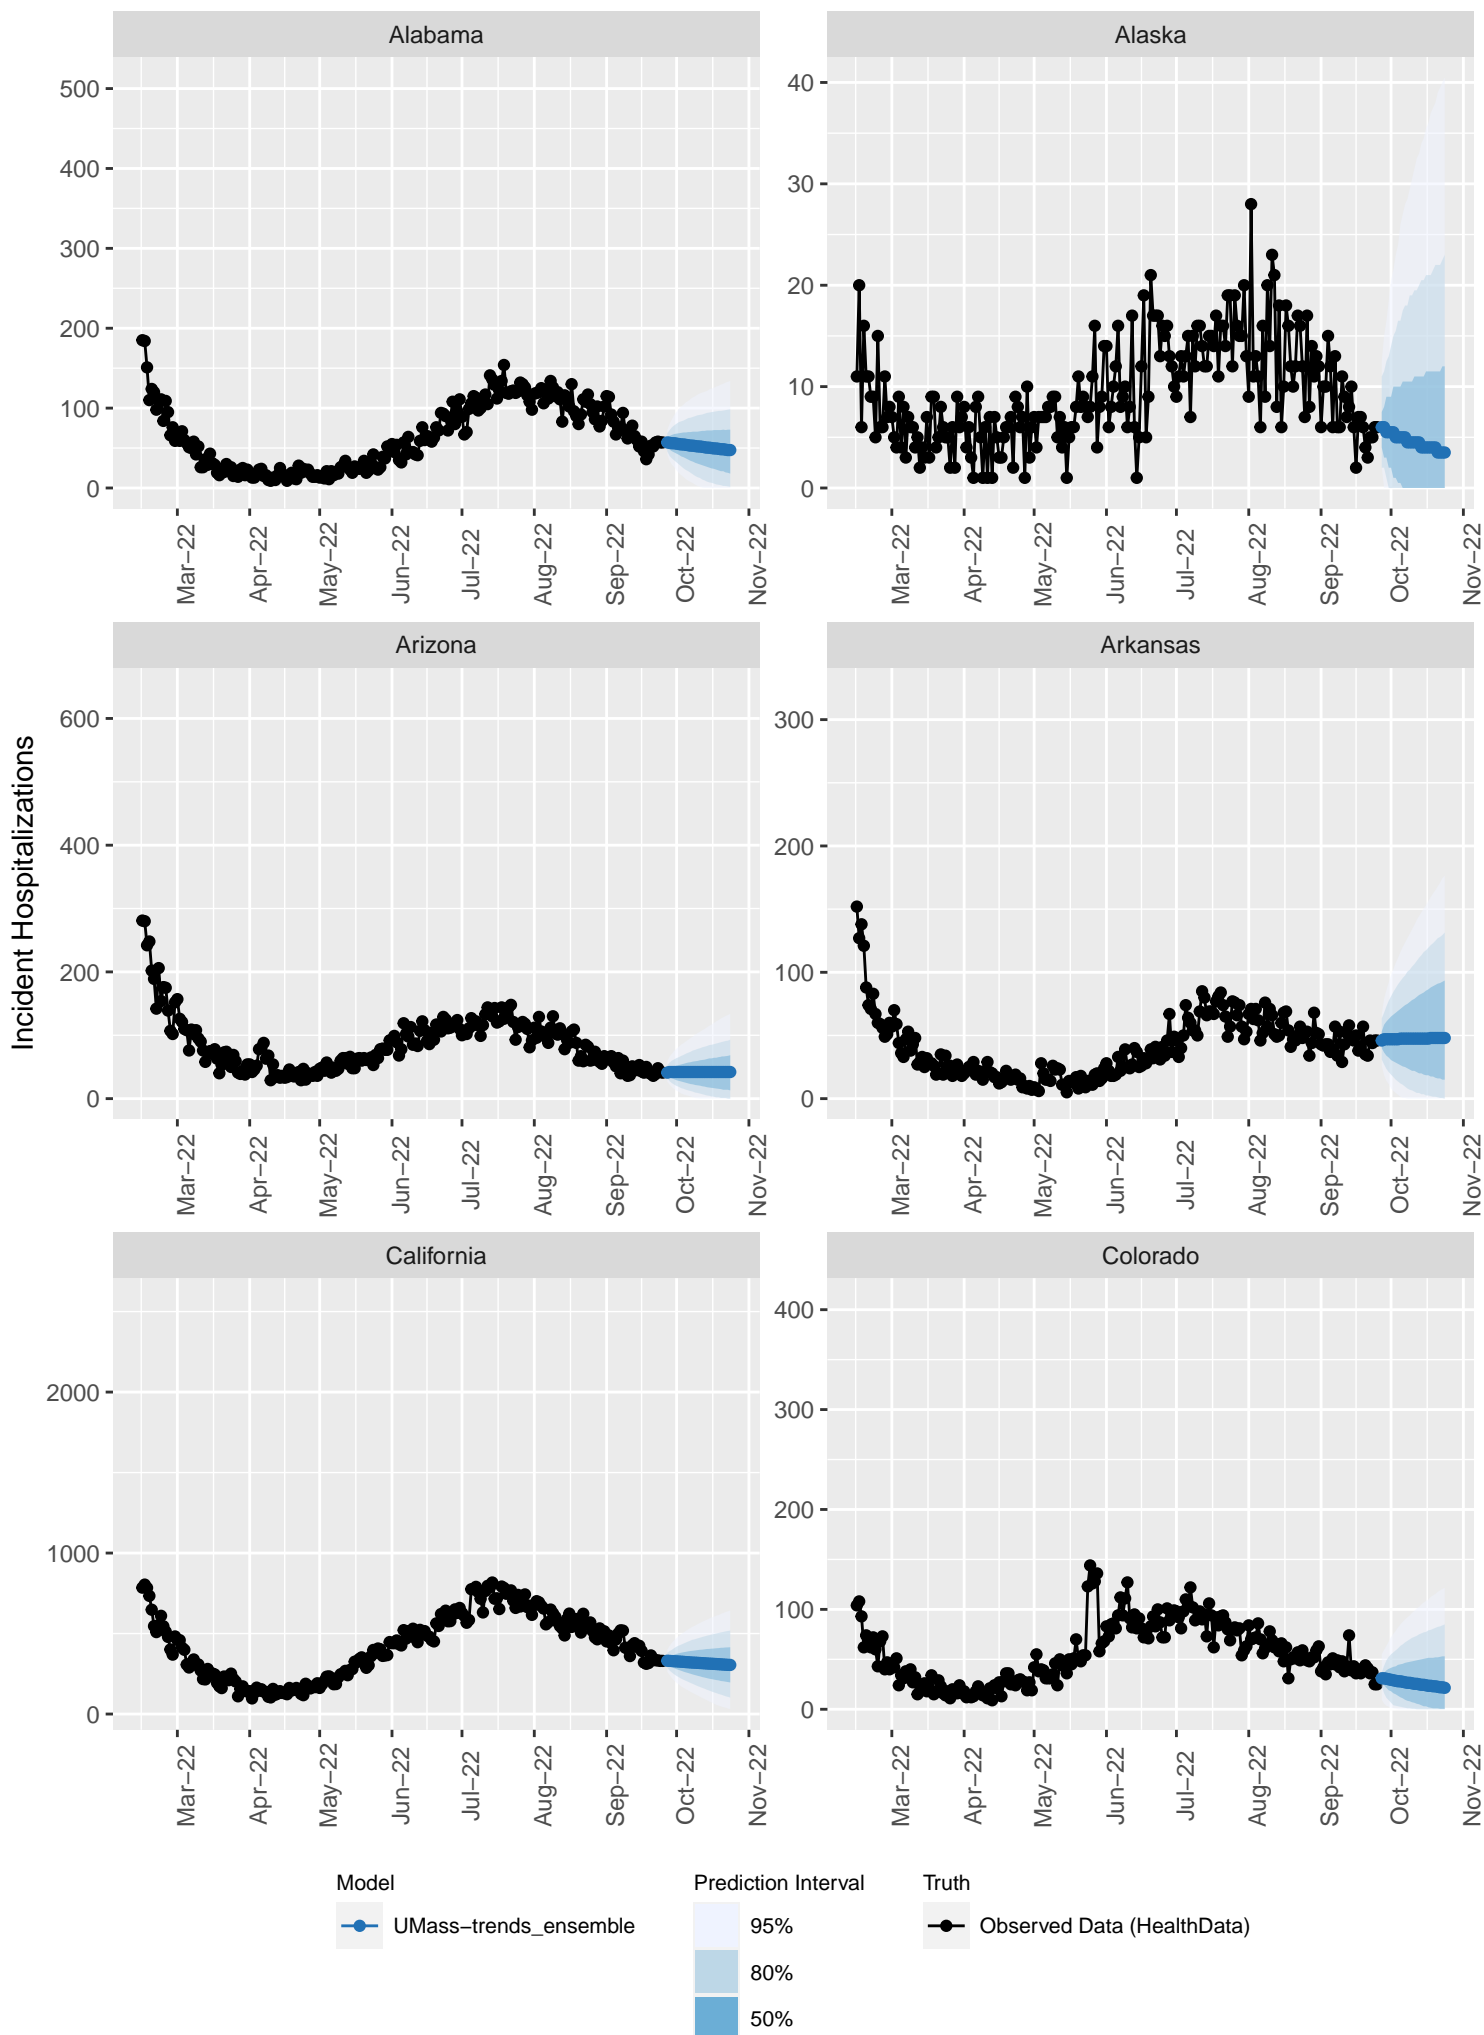 Alabama
Alaska
500
400
300
200
100
0
40
30
20
10
0
Mar−22
Apr−22
May−22
Jun−22
Jul−22
Aug−22
Sep−22
Oct−22
Nov−22
Mar−22
Apr−22
May−22
Jun−22
Jul−22
Aug−22
Sep−22
Oct−22
Nov−22
Incident Hospitalizations
Arizona
Arkansas
600
400
200
0
300
200
100
0
Mar−22
Apr−22
May−22
Jun−22
Jul−22
Aug−22
Sep−22
Oct−22
Nov−22
Mar−22
Apr−22
May−22
Jun−22
Jul−22
Aug−22
Sep−22
Oct−22
Nov−22
California
Colorado
2000
1000
0
400
300
200
100
0
Mar−22
Apr−22
May−22
Jun−22
Jul−22
Aug−22
Sep−22
Oct−22
Nov−22
Mar−22
Apr−22
May−22
Jun−22
Jul−22
Aug−22
Sep−22
Oct−22
Nov−22
Model
UMass−trends_ensemble
Prediction Interval
95%
80%
50%
Truth
Observed Data (HealthData)